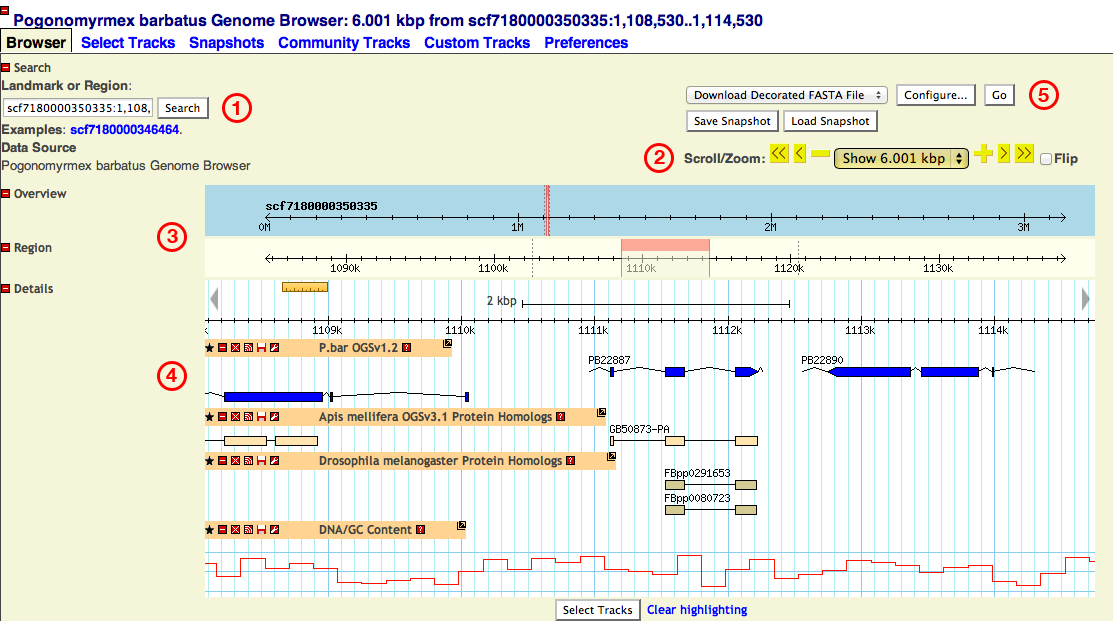 Pogonomyrmex barbatus Genome Browser: 6.001 kbp from scf7180000350335:1,108,530..1,114,530
Browser Select Tracks Snapshots Community Tracks Custom Tracks Preferences
Search
Landmark or Region:
scf7180000350335:1,108, Search 1
Download Decorated FASTA File Configure... Go 5
Save Snapshot Load Snapshot
Examples: scf7180000346464.
Data Source
Pogonomyrmex barbatus Genome Browser
2 Scroll/Zoom: << < Show 6.001 kbp + > >> Flip
Overview
scf7180000350335
0M 1M 2M 3M
3
Region
1090k 1100k 1110k 1120k 1130k
Details
2 kbp
k 1109k 1110k 1111k 1112k 1113k 1114k
P.bar OGSv1.2 ?
PB22887 PB22890
4
Apis mellifera OGSv3.1 Protein Homologs ?
GB50873-PA
Drosophila melanogaster Protein Homologs ?
FBpp0291653
FBpp0080723
DNA/GC Content ?
Select Tracks Clear highlighting